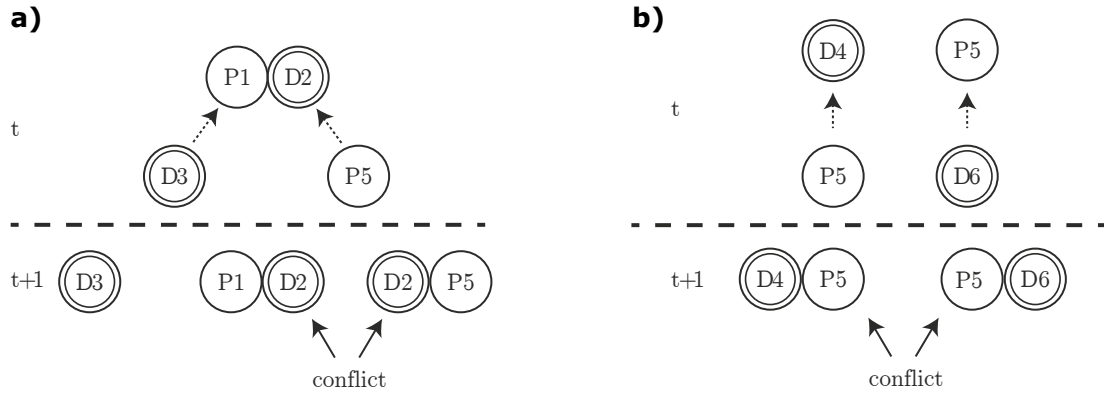 a)
P1 D2
t
D3 P5
t+1 D3 P1 D2 D2 P5
conflict
b)
D4 P5
t
P5 D6
t+1 D4 P5 P5 D6
conflict